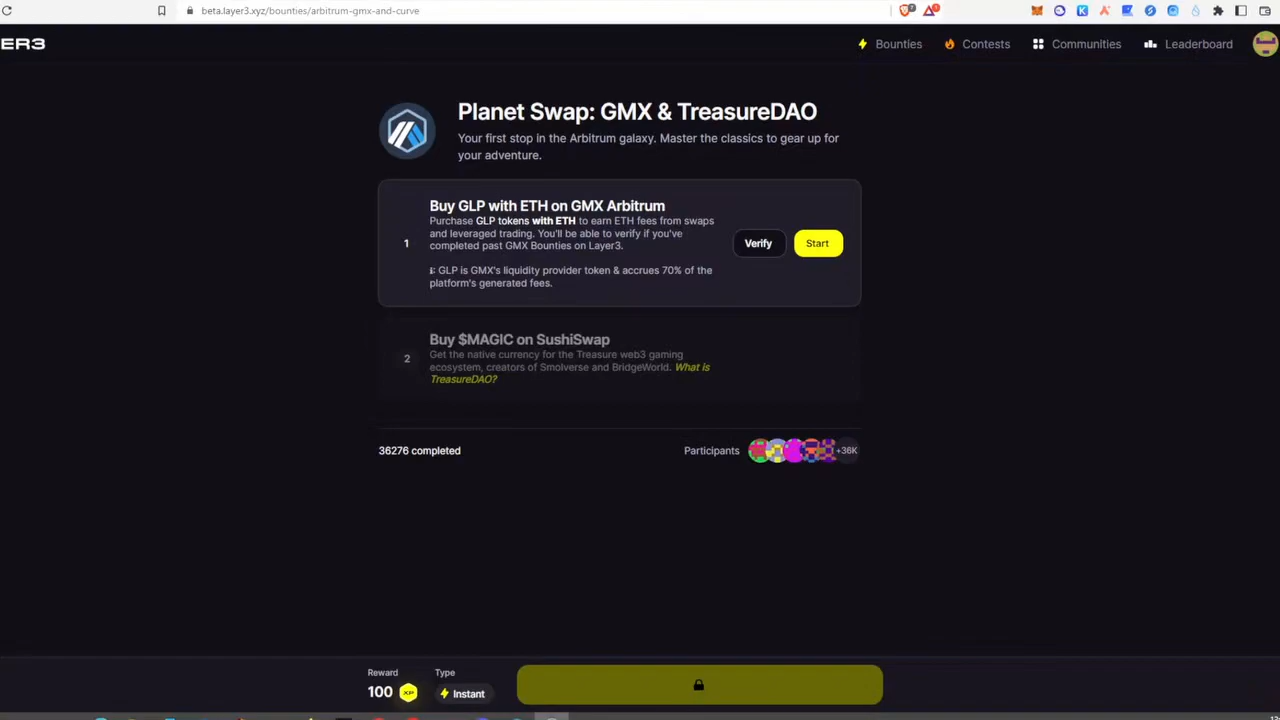 beta.layer3.xyz/bounties/arbitrum-gmx-and-curve
ER3
Bounties
Contests
Communities
Leaderboard
Planet Swap: GMX & TreasureDAO
Your first stop in the Arbitrum galaxy. Master the classics to gear up for
your adventure.
1
Buy GLP with ETH on GMX Arbitrum
Purchase GLP tokens with ETH to earn ETH fees from swaps
and leveraged trading. You'll be able to verify if you've
completed past GMX Bounties on Layer3.
GLP is GMX's liquidity provider token & accrues 70% of the
platform's generated fees.
Verify
Start
2
Buy $MAGIC on SushiSwap
Get the native currency for the Treasure web3 gaming
ecosystem, creators of Smolverse and BridgeWorld. What is
TreasureDAO?
36276 completed
Participants
+36K
Reward
100 XP
Type
Instant